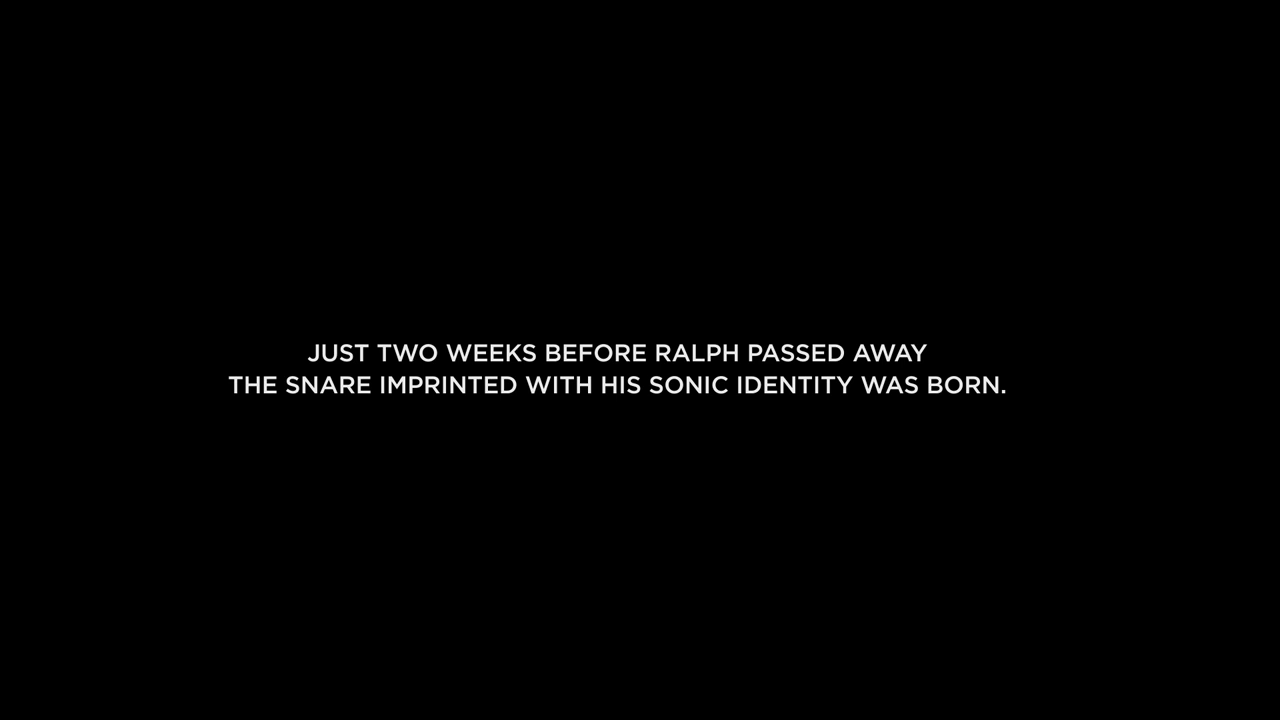 JUST TWO WEEKS BEFORE RALPH PASSED AWAY
THE SNARE IMPRINTED WITH HIS SONIC IDENTITY WAS BORN.